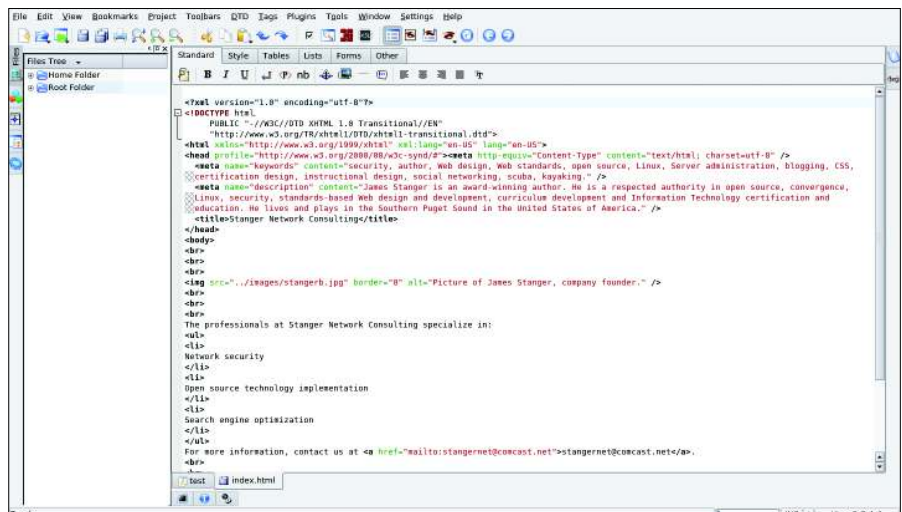 File Edit View Bookmarks Project Toolbars DTD Tags Plugins Tools Window Settings Help
Files
Files Tree
Home Folder
Root Folder
Standard Style Tables Lists Forms Other
B I U nb
<?xml version="1.0" encoding="utf-8"?>
<!DOCTYPE html
PUBLIC "-//W3C//DTD XHTML 1.0 Transitional//EN"
"http://www.w3.org/TR/xhtml1/DTD/xhtml1-transitional.dtd">
<html xmlns="http://www.w3.org/1999/xhtml" xml:lang="en-US" lang="en-US">
<head profile="http://www.w3.org/2000/08/w3c-synd/#"><meta http-equiv="Content-Type" content="text/html; charset=utf-8" />
<meta name="keywords" content="security, author, Web design, Web standards, open source, Linux, Server administration, blogging, CSS,
certification design, instructional design, social networking, scuba, kayaking." />
<meta name="description" content="James Stanger is an award-winning author. He is a respected authority in open source, convergence,
Linux, security, standards-based Web design and development, curriculum development and Information Technology certification and
education. He lives and plays in the Southern Puget Sound in the United States of America." />
<title>Stanger Network Consulting</title>
</head>
<body>
<br>
<br>
<br>
<img src="../images/stangerb.jpg" border="0" alt="Picture of James Stanger, company founder." />
<br>
<br>
<br>
The professionals at Stanger Network Consulting specialize in:
<ul>
<li>
Network security
</li>
<li>
Open source technology implementation
</li>
<li>
Search engine optimization
</li>
</ul>
For more information, contact us at <a href="mailto:stangernet@comcast.net">stangernet@comcast.net</a>.
<br>
test index.html